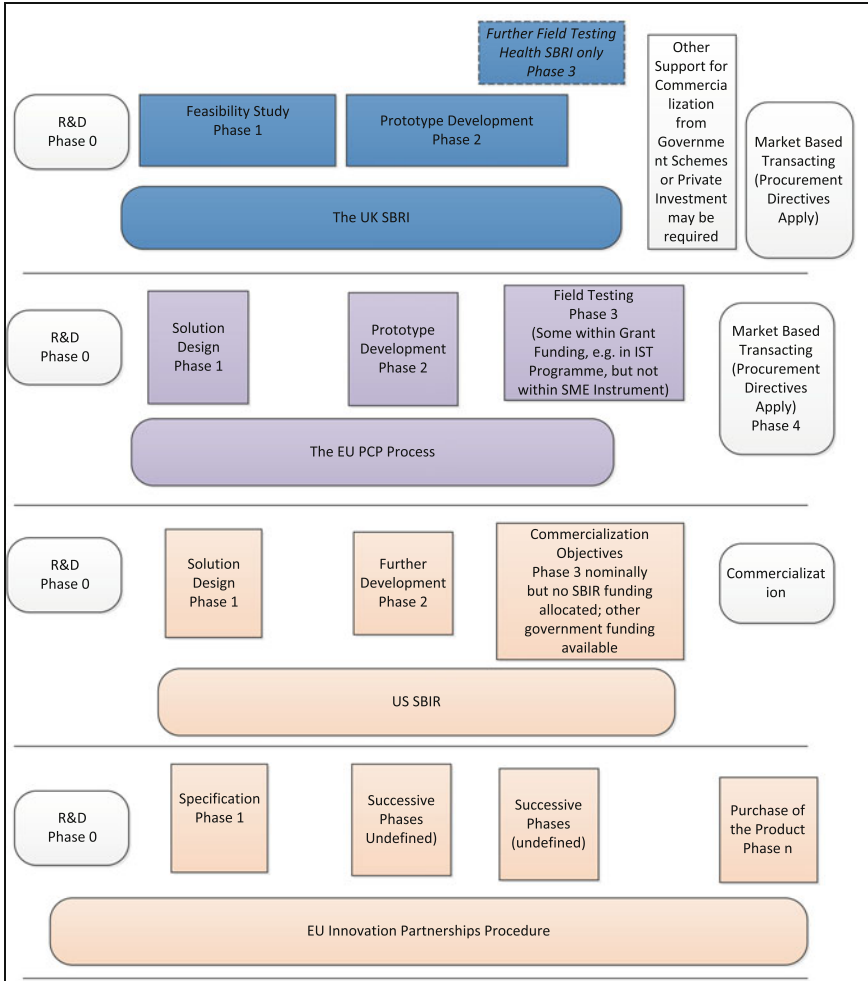 Further Field Testing
Health SBRI only
Phase 3
R&D
Phase 0
Feasibility Study
Phase 1
Prototype Development
Phase 2
Other
Support for
Commercia
lization
from
Governme
nt Schemes
or Private
Investment
may be
required
Market Based
Transacting
(Procurement
Directives
Apply)
The UK SBRI
R&D
Phase 0
Solution
Design
Phase 1
Prototype
Development
Phase 2
Field Testing
Phase 3
(Some within Grant
Funding, e.g. in IST
Programme, but not
within SME Instrument)
Market Based
Transacting
(Procurement
Directives
Apply)
Phase 4
The EU PCP Process
R&D
Phase 0
Solution
Design
Phase 1
Further
Development
Phase 2
Commercialization
Objectives
Phase 3 nominally
but no SBIR funding
allocated; other
government funding
available
Commercializat
ion
US SBIR
R&D
Phase 0
Specification
Phase 1
Successive
Phases
Undefined)
Successive
Phases
(undefined)
Purchase of
the Product
Phase n
EU Innovation Partnerships Procedure